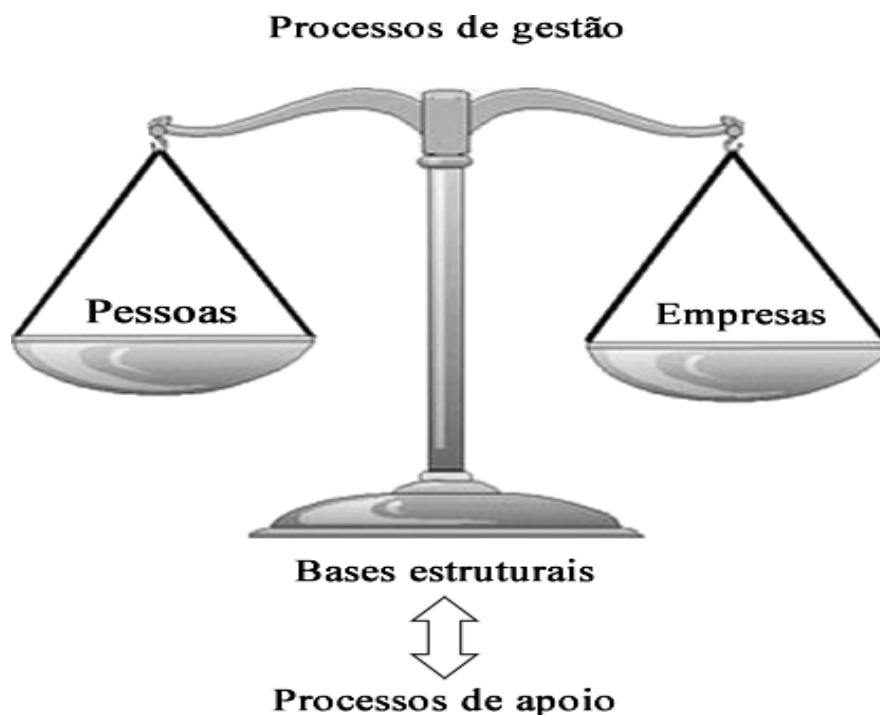 Processos de gestão
Pessoas
Empresas
Bases estruturais
Processos de apoio